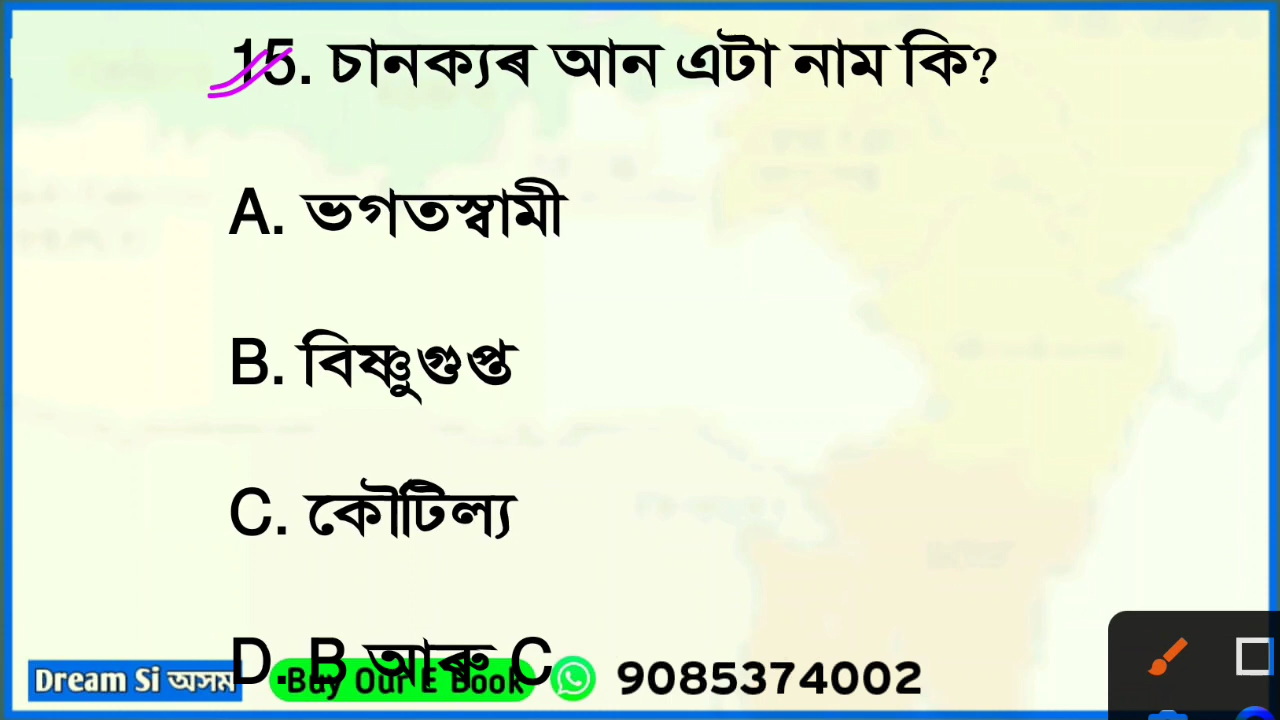 15. চানক্যৰ আন এটা নাম কি?
A. ভগতস্বামী
B. বিষ্ণুগুপ্ত
C. কৌটিল্য
D. B আৰু C
Dream Si অসম Buy Our E Book 9085374002